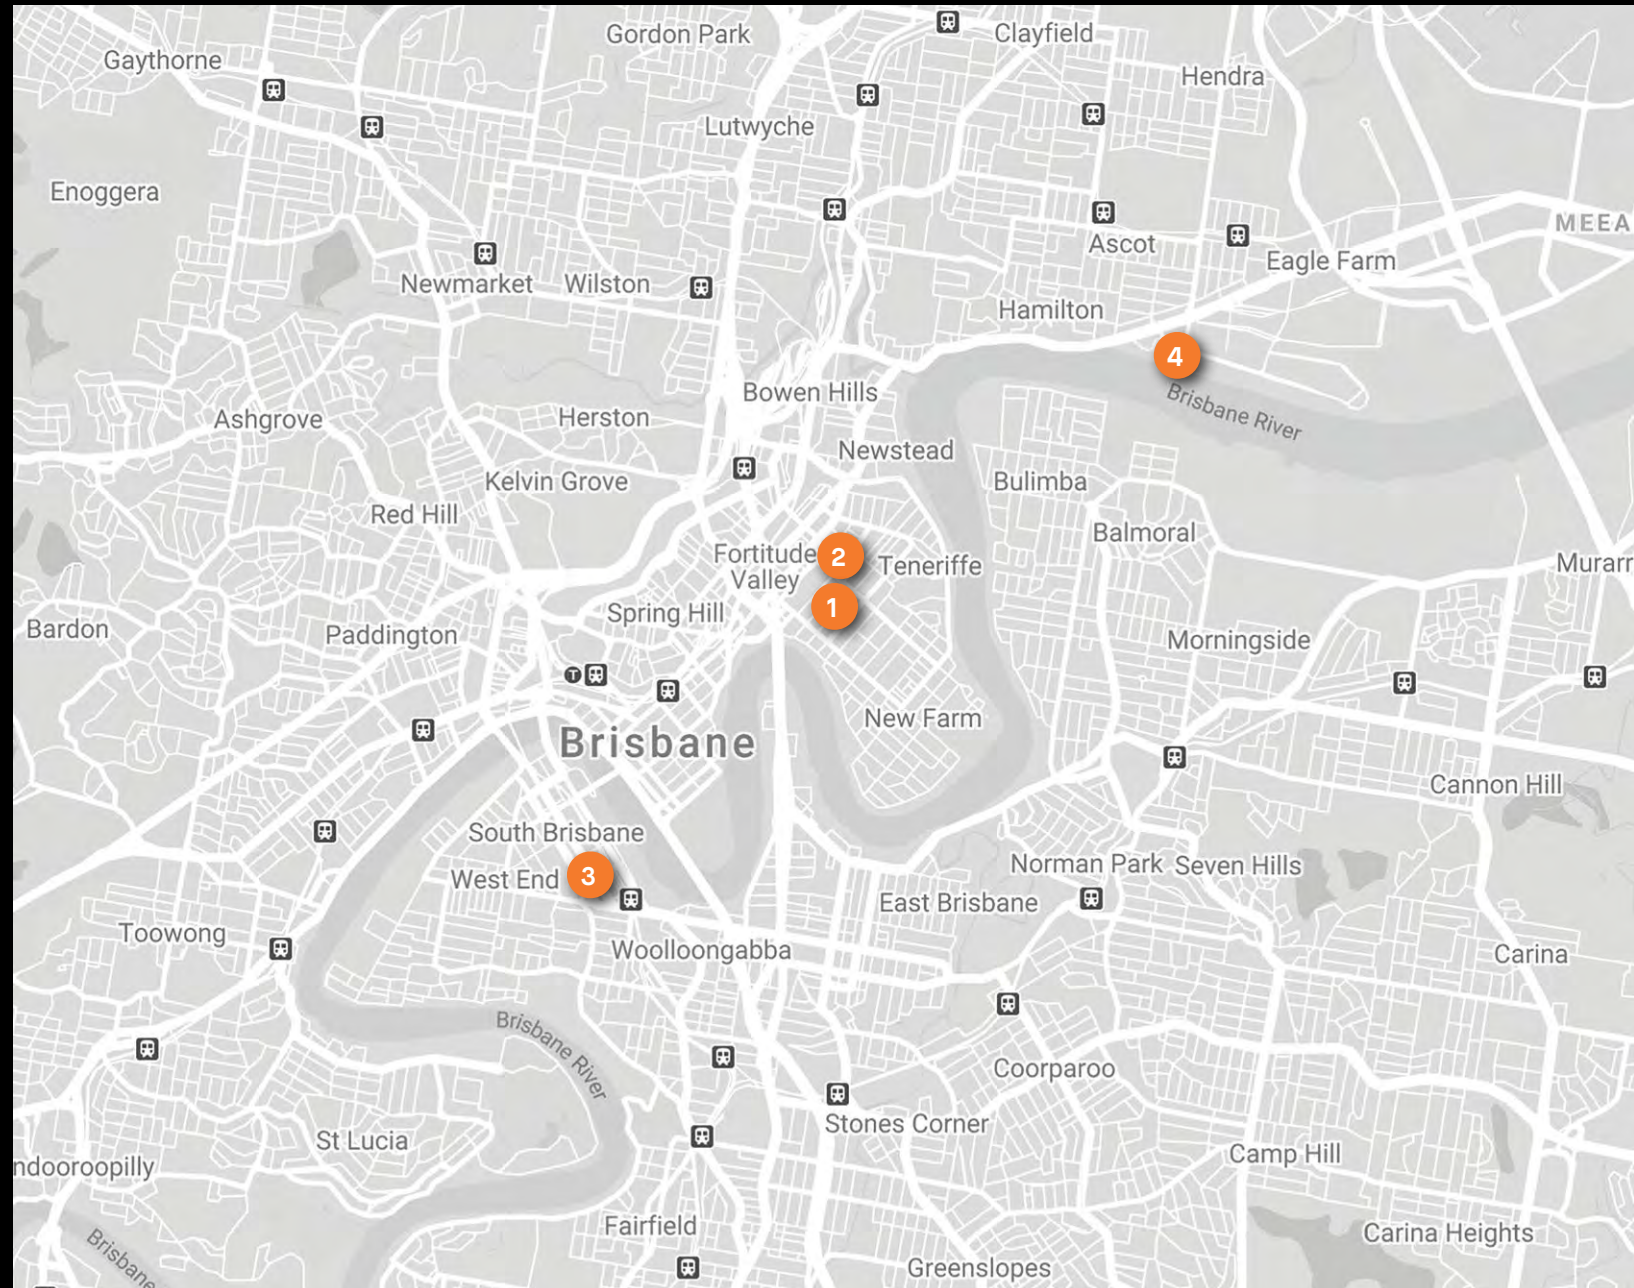 Gordon Park
Clayfield
Gaythorne
Hendra
Lutwyche
Enoggera
MEEA
Ascot
Eagle Farm
Newmarket
Wilston
Hamilton
4
Bowen Hills
Brisbane River
Herston
Ashgrove
Newstead
Kelvin Grove
Bulimba
Red Hill
Balmoral
Fortitude
Valley
2
Teneriffe
Murarr
1
Spring Hill
Bardon
Paddington
Morningside
T
New Farm
Brisbane
Cannon Hill
South Brisbane
West End
3
Norman Park
Seven Hills
East Brisbane
Toowong
Woolloongabba
Carina
Brisbane River
Coorparoo
Stones Corner
St Lucia
Camp Hill
ndooroopilly
Fairfield
Carina Heights
Brisbane
Greenslopes